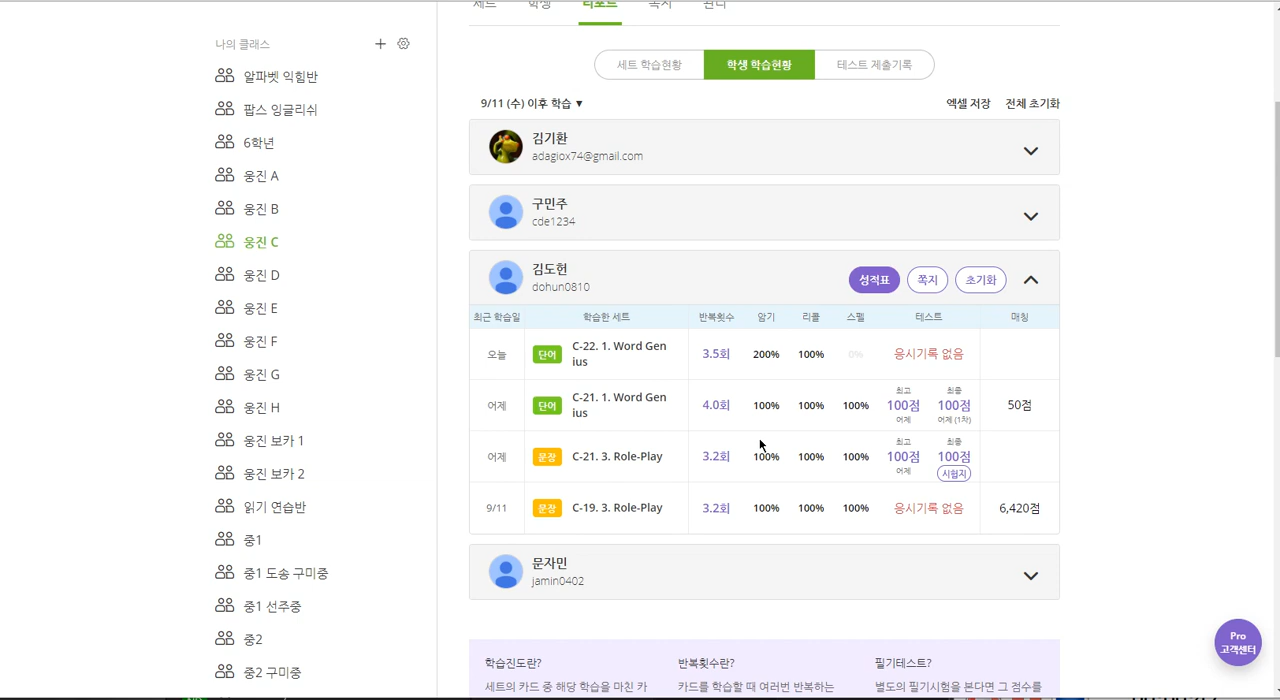 세트 학생 리포트 쪽지 관리
나의 클래스
알파벳 익힘반
팝스 잉글리쉬
6학년
웅진 A
웅진 B
웅진 C
웅진 D
웅진 E
웅진 F
웅진 G
웅진 H
웅진 보카 1
웅진 보카 2
읽기 연습반
중1
중1 도송 구미중
중1 선주중
중2
중2 구미중
세트 학습현황 학생 학습현황 테스트 제출기록
9/11 (수) 이후 학습 ▼ 엑셀 저장 전체 초기화
김기환
adagiox74@gmail.com
구민주
cde1234
김도현
dohun0810
성적표 쪽지 초기화
최근 학습일 학습한 세트 반복횟수 암기 리콜 스펠 테스트 매칭
오늘 단어 C-22. 1. Word Gen
ius
3.5회 200% 100% 0% 응시기록 없음
어제 단어 C-21. 1. Word Gen
ius
4.0회 100% 100% 100% 최고 100점 어제 최종 100점 어제 (1차) 50점
어제 문장 C-21. 3. Role-Play 3.2회 100% 100% 100% 최고 100점 어제 최종 100점 시험지
9/11 문장 C-19. 3. Role-Play 3.2회 100% 100% 100% 응시기록 없음 6,420점
문자민
jamin0402
학습진도란? 반복횟수란? 필기테스트?
세트의 카드 중 해당 학습을 마친 카 카드를 학습할 때 여러번 반복하는 별도의 필기시험을 본다면 그 점수를
Pro
고객센터